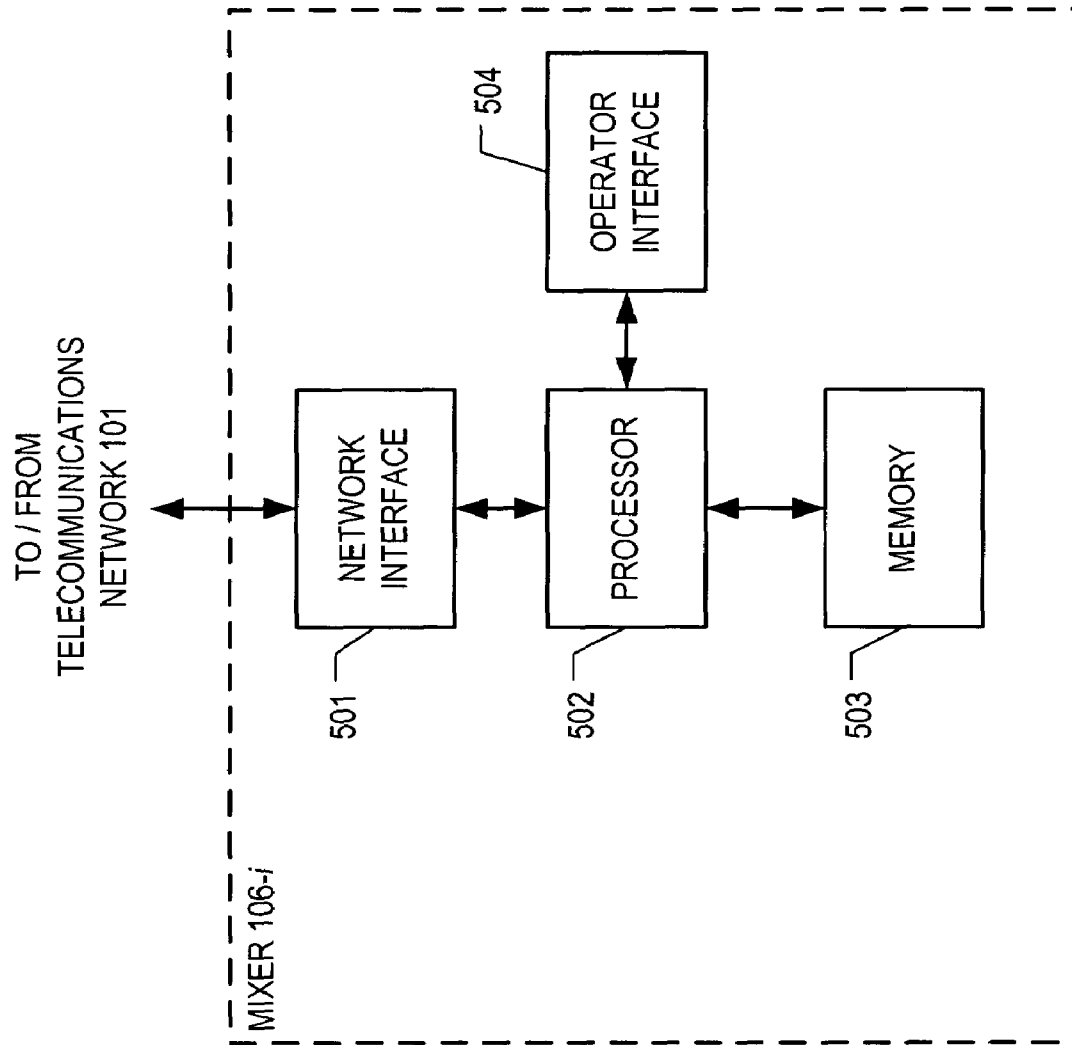 TO / FROM
TELECOMMUNICATIONS
NETWORK 101
MIXER 106-i
NETWORK
INTERFACE
501
PROCESSOR
502
OPERATOR
INTERFACE
504
MEMORY
503